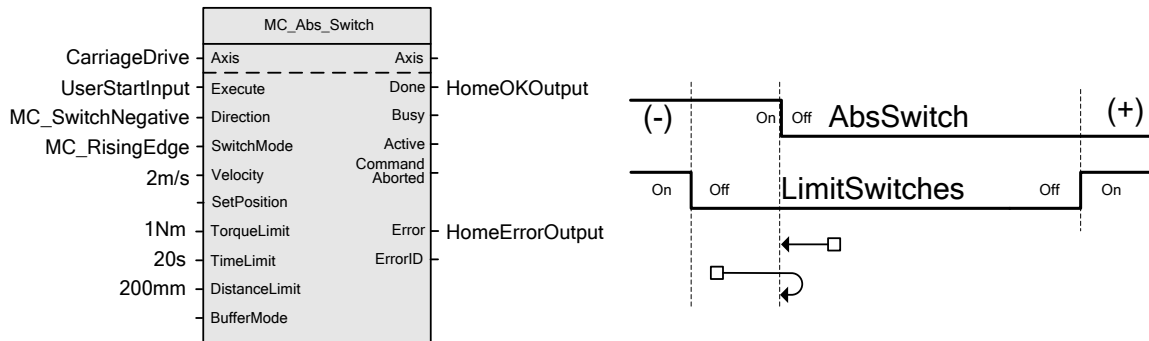 MC_Abs_Switch
CarriageDrive Axis Axis
UserStartInput Execute Done HomeOKOutput
MC_SwitchNegative Direction Busy
MC_RisingEdge SwitchMode Active
2m/s Velocity Command Aborted
SetPosition
1Nm TorqueLimit Error HomeErrorOutput
20s TimeLimit ErrorID
200mm DistanceLimit
BufferMode
(-) On Off AbsSwitch (+)
On Off LimitSwitches Off On